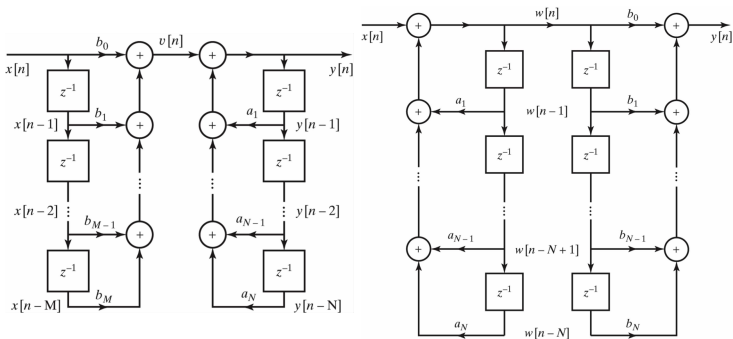 b0 v[n]
+ +
x[n] y[n]
z⁻¹ z⁻¹
x[n – 1] b1 + + a1 y[n – 1]
z⁻¹ z⁻¹
x[n – 2] y[n – 2]
bM – 1 + + aN – 1
z⁻¹ z⁻¹
x[n – M] bM aN y[n – N]
+ w[n] b0 +
x[n] y[n]
z⁻¹ z⁻¹
+ a1 w[n – 1] b1 +
z⁻¹ z⁻¹
+ aN – 1 w[n – N + 1] bN – 1 +
z⁻¹ z⁻¹
aN w[n – N] bN